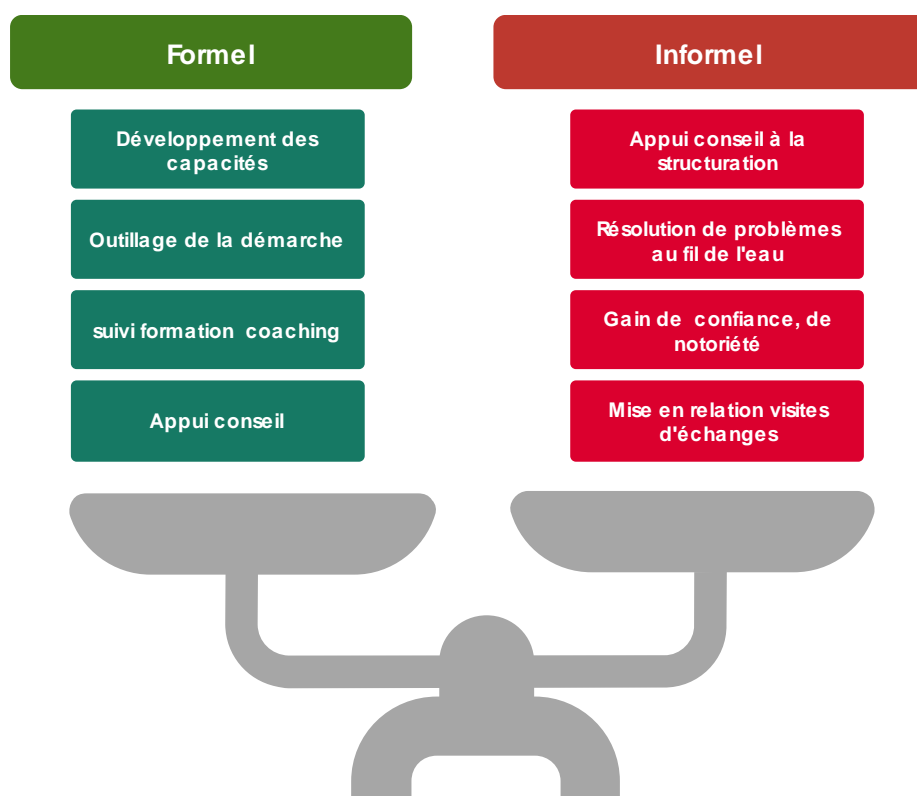 Formel
Développement des
capacités
Outillage de la démarche
suivi formation coaching
Appui conseil
Informel
Appui conseil à la
structuration
Résolution de problèmes
au fil de l'eau
Gain de confiance, de
notoriété
Mise en relation visites
d'échanges